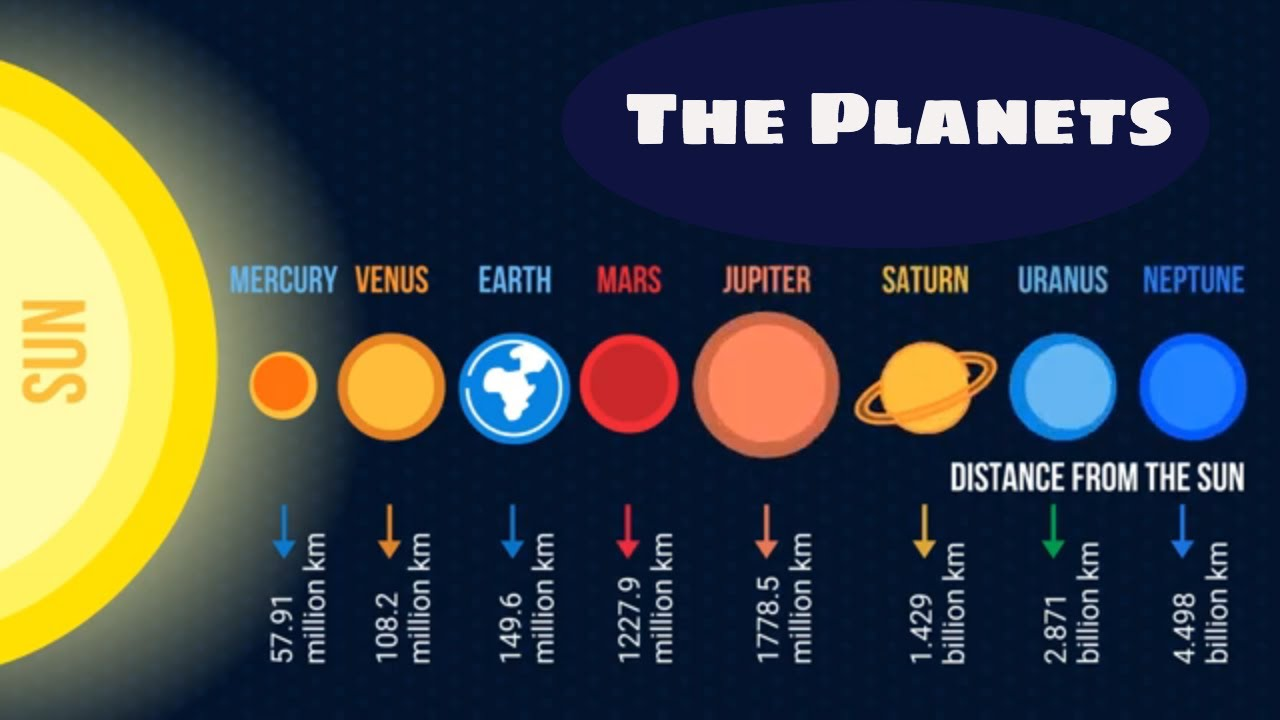 THE PLANETS
SUN
MERCURY
VENUS
EARTH
MARS
JUPITER
SATURN
URANUS
NEPTUNE
DISTANCE FROM THE SUN
57.91
million km
108.2
million km
149.6
million km
1227.9
million km
1778.5
million km
1.429
billion km
2.871
billion km
4.498
billion km